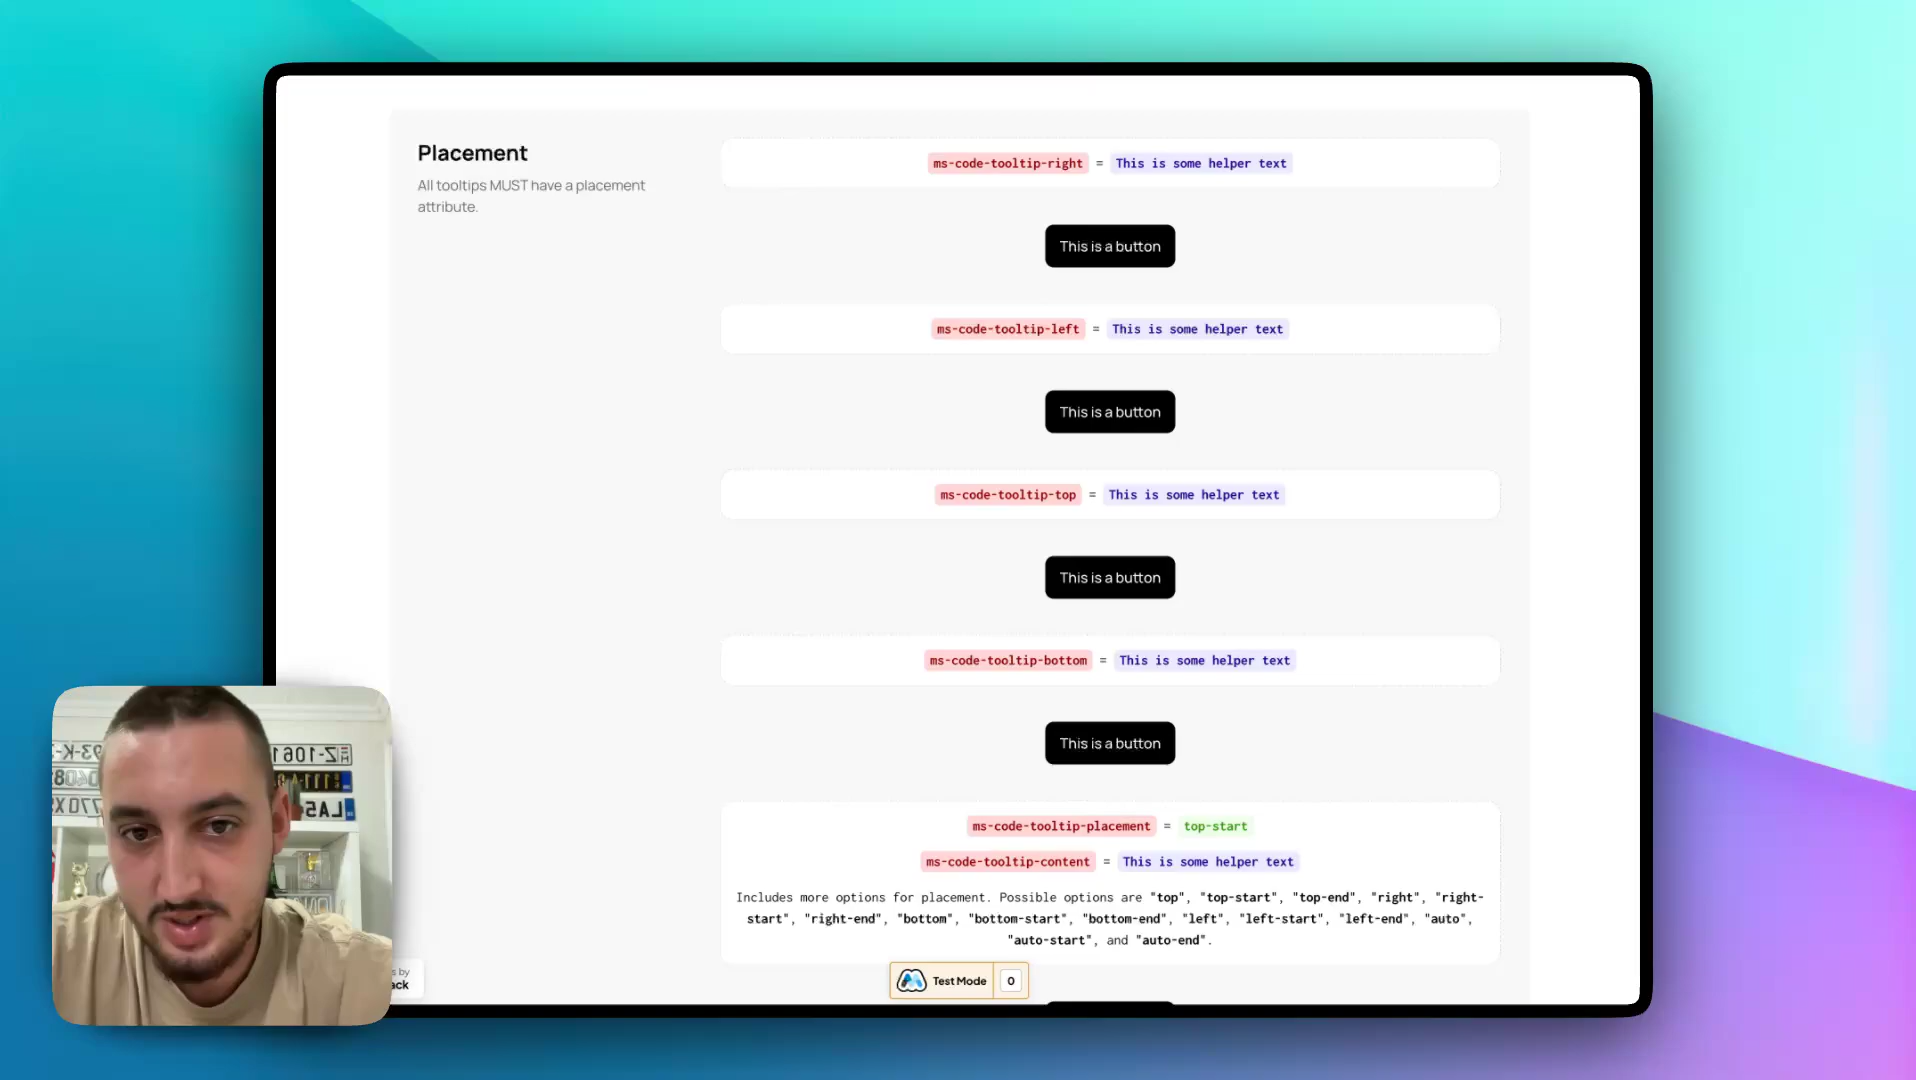 Placement
All tooltips MUST have a placement
attribute.
ms-code-tooltip-right = This is some helper text
This is a button
ms-code-tooltip-left = This is some helper text
This is a button
ms-code-tooltip-top = This is some helper text
This is a button
ms-code-tooltip-bottom = This is some helper text
This is a button
ms-code-tooltip-placement = top-start
ms-code-tooltip-content = This is some helper text
Includes more options for placement. Possible options are "top", "top-start", "top-end", "right", "right-
start", "right-end", "bottom", "bottom-start", "bottom-end", "left", "left-start", "left-end", "auto",
"auto-start", and "auto-end".
s by
ack
Test Mode 0